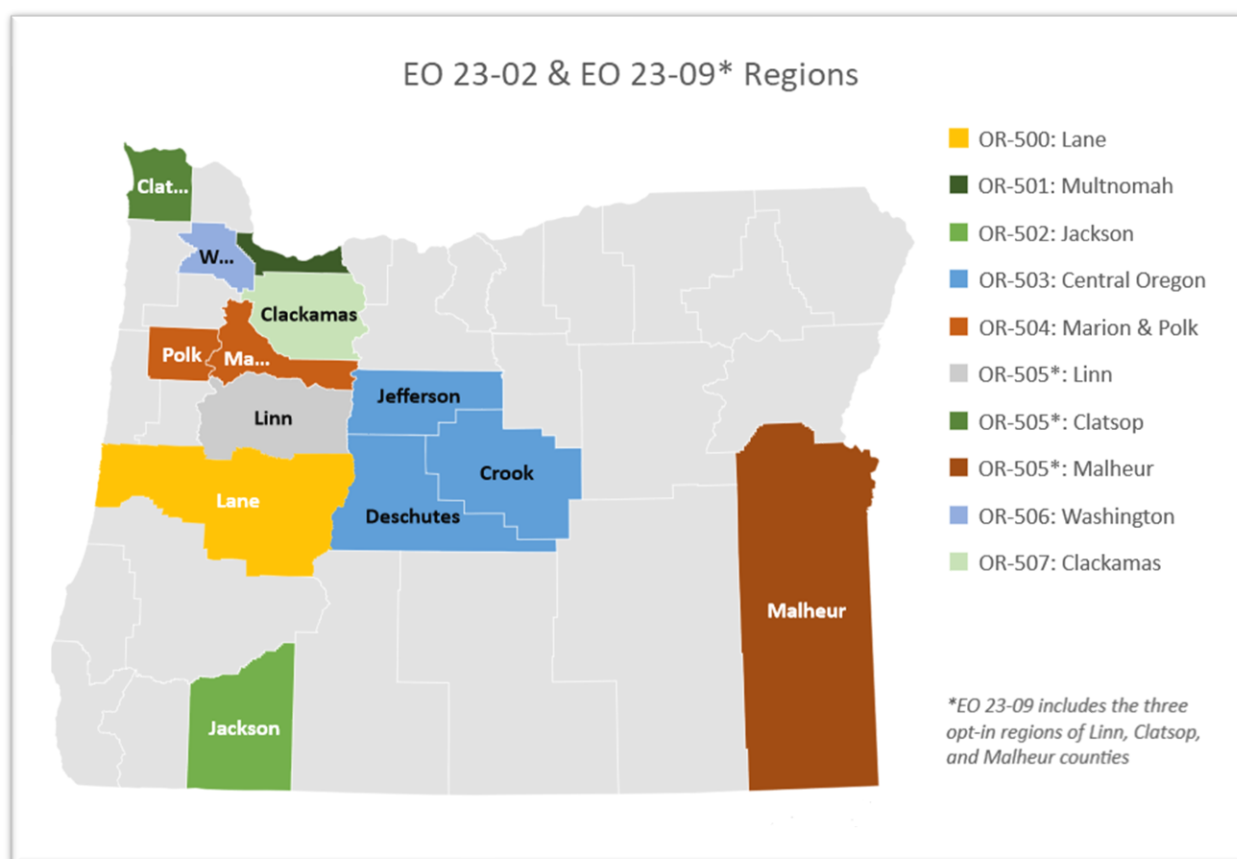 EO 23-02 & EO 23-09* Regions
OR-500: Lane
OR-501: Multnomah
OR-502: Jackson
OR-503: Central Oregon
OR-504: Marion & Polk
OR-505*: Linn
OR-505*: Clatsop
OR-505*: Malheur
OR-506: Washington
OR-507: Clackamas
Clat...
W...
Clackamas
Polk
Ma...
Jefferson
Linn
Crook
Lane
Deschutes
Malheur
Jackson
*EO 23-09 includes the three
opt-in regions of Linn, Clatsop,
and Malheur counties